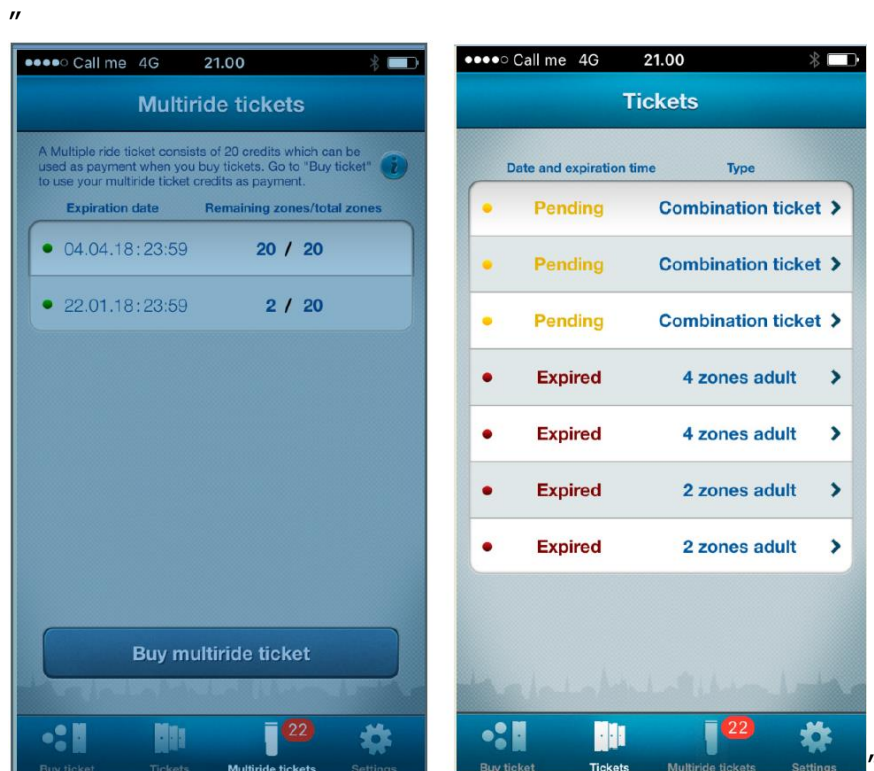 "
Call me 4G 21.00
Multiride tickets
A Multiple ride ticket consists of 20 credits which can be
used as payment when you buy tickets. Go to "Buy ticket"
to use your multiride ticket credits as payment.
i
Expiration date Remaining zones/total zones
04.04.18:23:59 20 / 20
22.01.18:23:59 2 / 20
Buy multiride ticket
22
Buy ticket Tickets Multiride tickets Settings
Call me 4G 21.00
Tickets
Date and expiration time Type
Pending Combination ticket >
Pending Combination ticket >
Pending Combination ticket >
Expired 4 zones adult >
Expired 4 zones adult >
Expired 2 zones adult >
Expired 2 zones adult >
22
Buy ticket Tickets Multiride tickets Settings
,